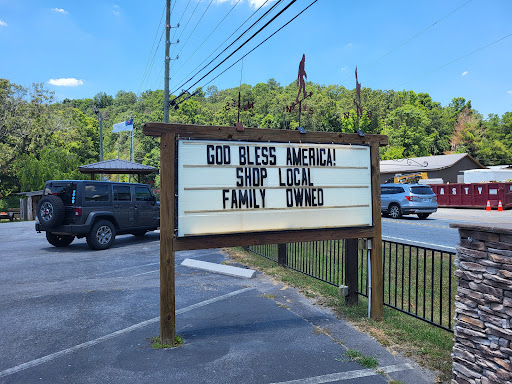 GOD BLESS AMERICA!
SHOP LOCAL
FAMILY OWNED